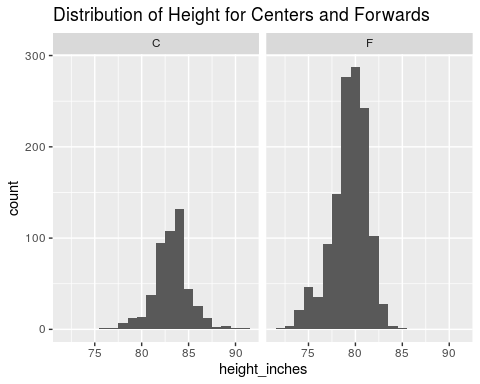 Distribution of Height for Centers and Forwards
C
F
300
200
100
0
count
75 80 85 90
75 80 85 90
height_inches